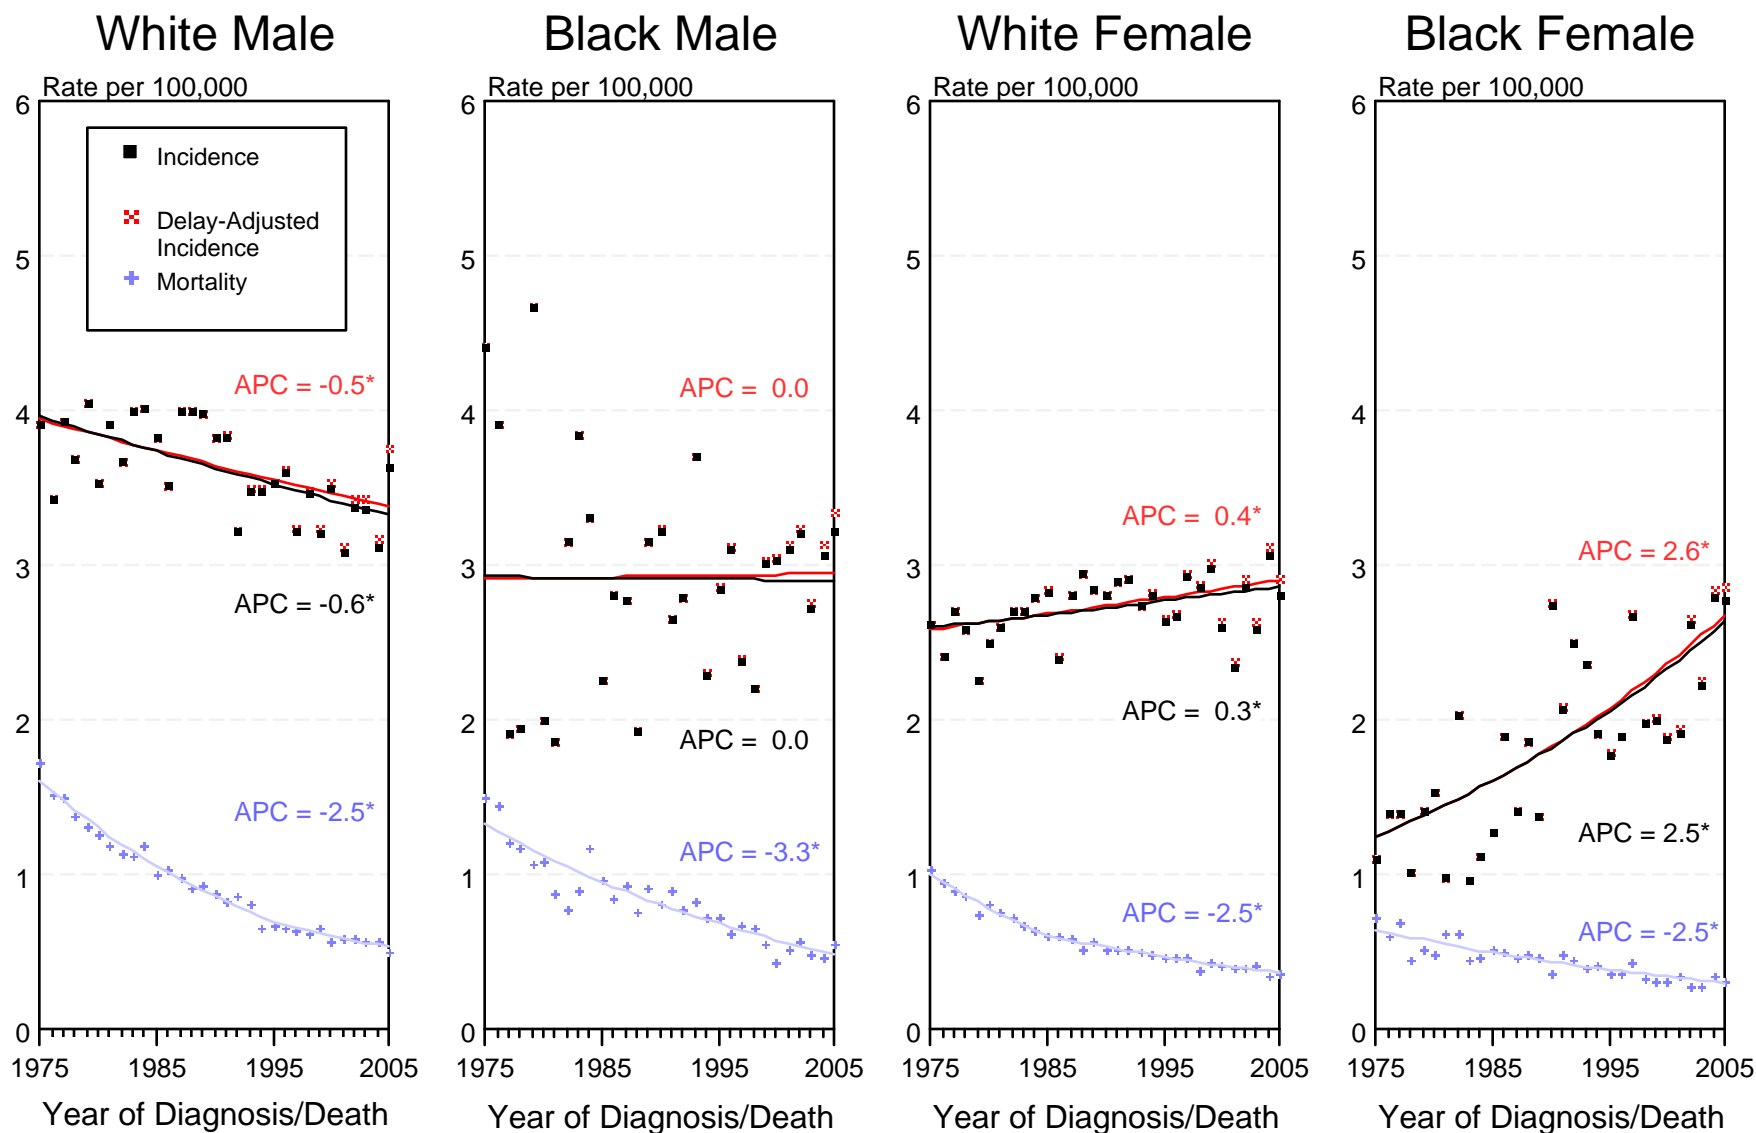 White Male
Black Male
White Female
Black Female
Rate per 100,000
Rate per 100,000
Rate per 100,000
Rate per 100,000
6
5
4
3
2
1
0
Incidence
Delay-Adjusted
Incidence
Mortality
APC = -0.5*
APC = -0.6*
APC = -2.5*
1975 1985 1995 2005
Year of Diagnosis/Death
6
5
4
3
2
1
0
APC = 0.0
APC = 0.0
APC = -3.3*
1975 1985 1995 2005
Year of Diagnosis/Death
6
5
4
3
2
1
0
APC = 0.4*
APC = 0.3*
APC = -2.5*
1975 1985 1995 2005
Year of Diagnosis/Death
6
5
4
3
2
1
0
APC = 2.6*
APC = 2.5*
APC = -2.5*
1975 1985 1995 2005
Year of Diagnosis/Death